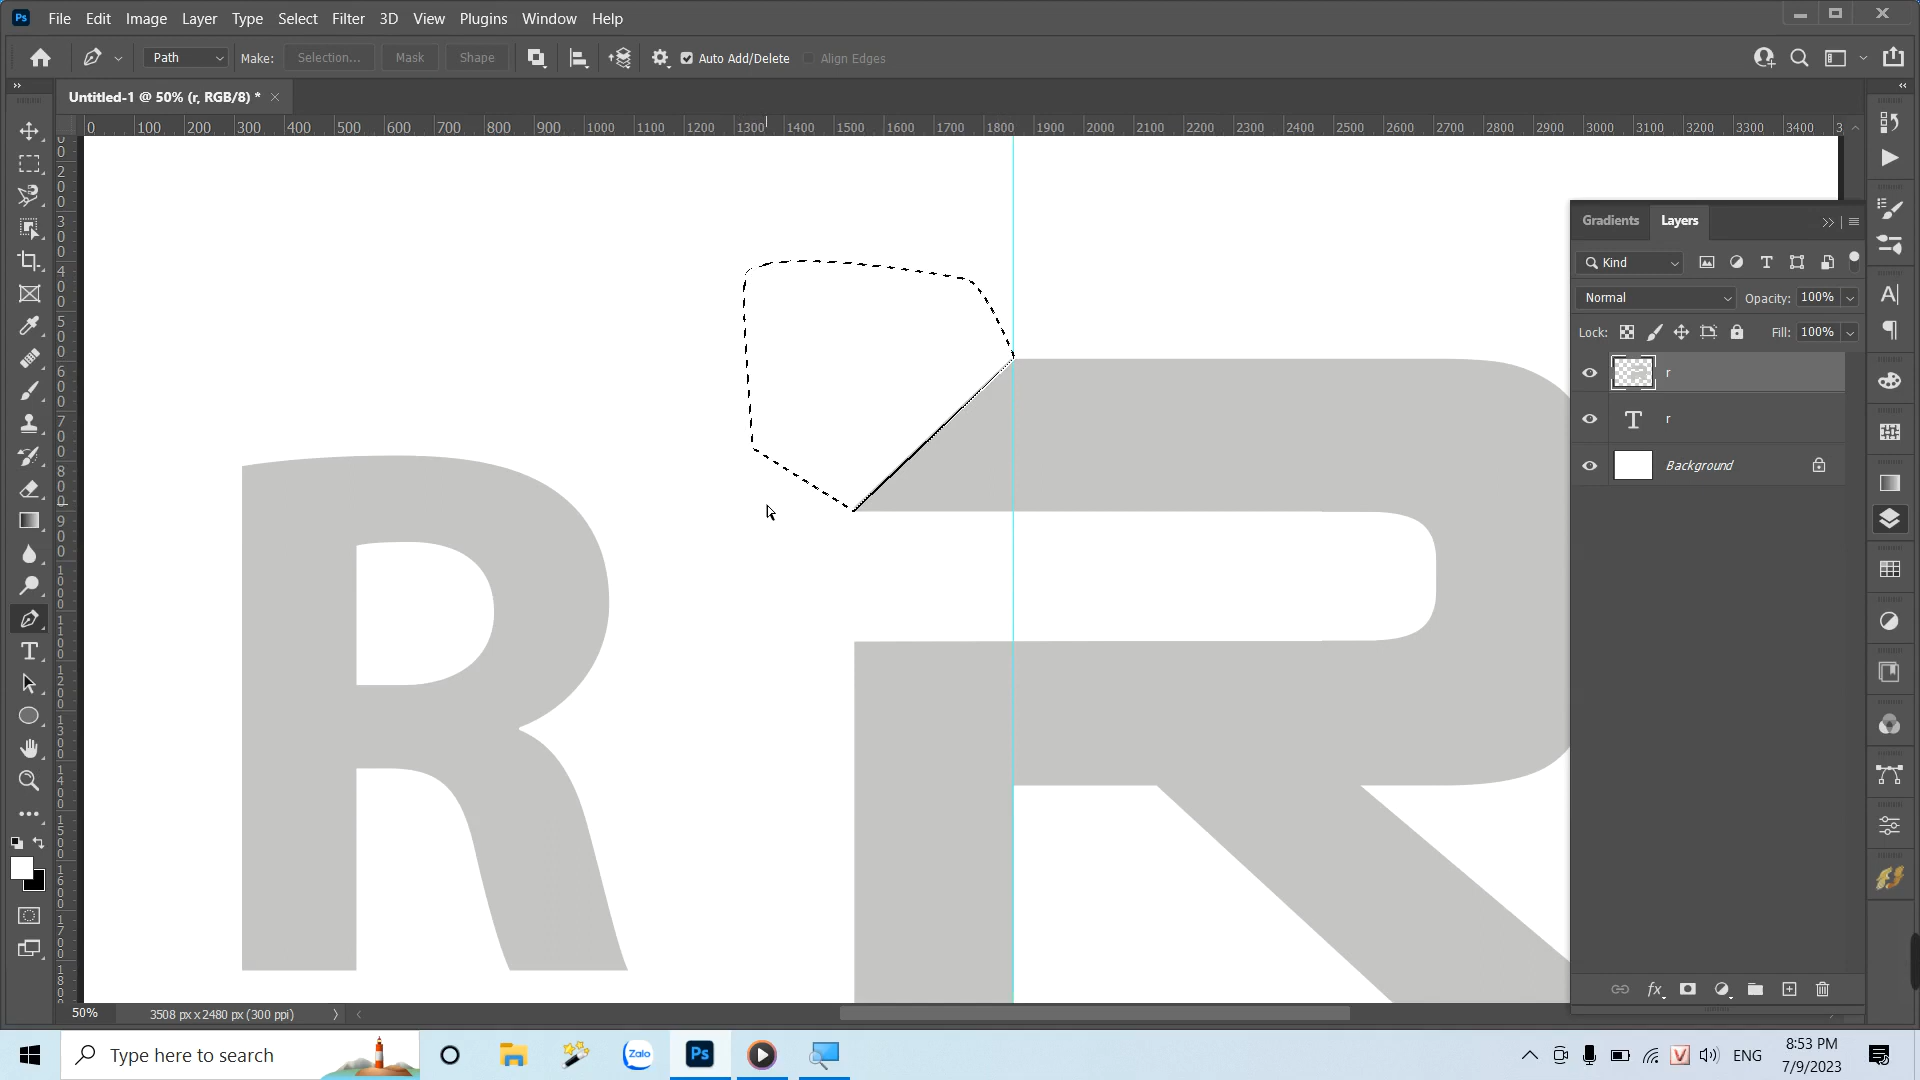 Ps File Edit Image Layer Type Select Filter 3D View Plugins Window Help
Path Make: Selection... Mask Shape Auto Add/Delete Align Edges
Untitled-1 @ 50% (r, RGB/8) *
0 100 200 300 400 500 600 700 800 900 1000 1100 1200 1300 1400 1500 1600 1700 1800 1900 2000 2100 2200 2300 2400 2500 2600 2700 2800 2900 3000 3100 3200 3300 3400 3
Gradients Layers
Kind
Normal Opacity: 100%
Lock: Fill: 100%
r
T r
Background
R R
50% 3508 px x 2480 px (300 ppi)
Type here to search Zalo Ps V ENG 8:53 PM
7/9/2023